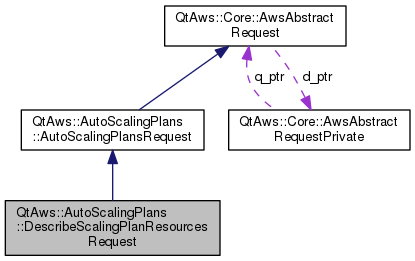 QtAws::Core::AwsAbstract
Request
q_ptr
d_ptr
QtAws::AutoScalingPlans
::AutoScalingPlansRequest
QtAws::Core::AwsAbstract
RequestPrivate
QtAws::AutoScalingPlans
::DescribeScalingPlanResources
Request